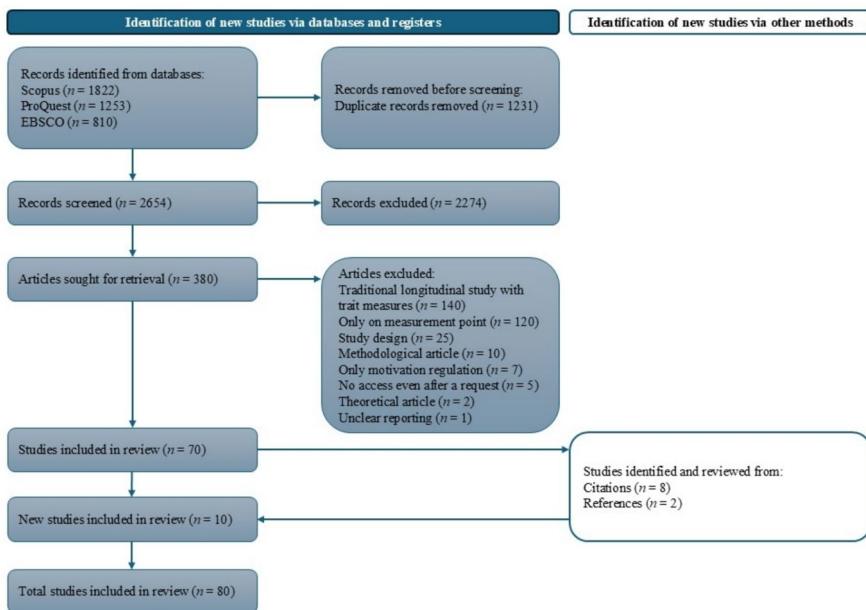 Identification of new studies via databases and registers
Identification of new studies via other methods
Records identified from databases:
Scopus (n = 1822)
ProQuest (n = 1253)
EBSCO (n = 810)
Records removed before screening:
Duplicate records removed (n = 1231)
Records screened (n = 2654)
Records excluded (n = 2274)
Articles sought for retrieval (n = 380)
Articles excluded:
Traditional longitudinal study with
trait measures (n = 140)
Only on measurement point (n = 120)
Study design (n = 25)
Methodological article (n = 10)
Only motivation regulation (n = 7)
No access even after a request (n = 5)
Theoretical article (n = 2)
Unclear reporting (n = 1)
Studies included in review (n = 70)
Studies identified and reviewed from:
Citations (n = 8)
References (n = 2)
New studies included in review (n = 10)
Total studies included in review (n = 80)